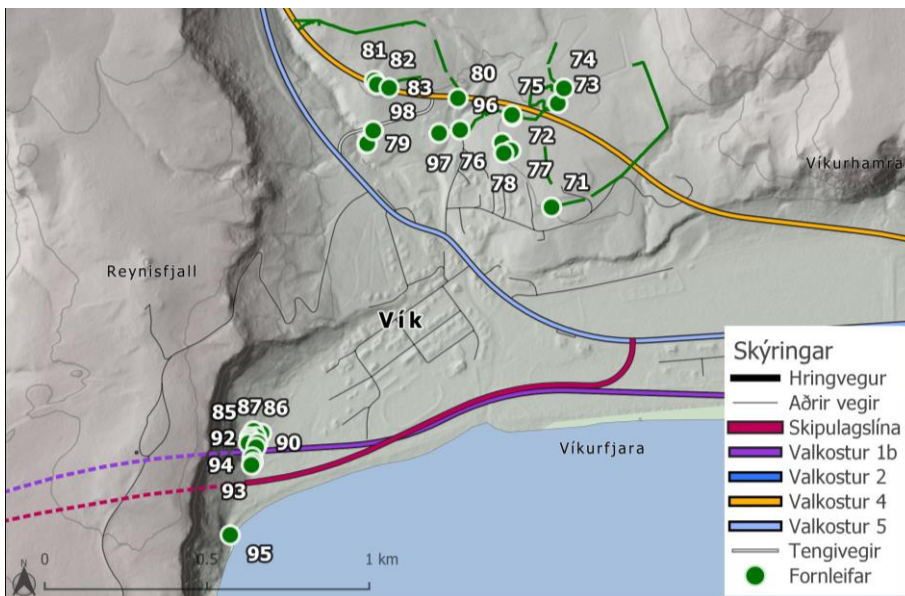 81
82
74
83
80
75
73
98
96
79
72
97
76
77
78
71
Víkurhamra
Reynisfjall
Vík
85
87
86
92
90
94
93
Víkurfjara
95
N
0
0.5
1 km
Skýringar
Hringvegur
Aðrir vegir
Skipulagslína
Valkostur 1b
Valkostur 2
Valkostur 4
Valkostur 5
Tengivegir
Fornleifar